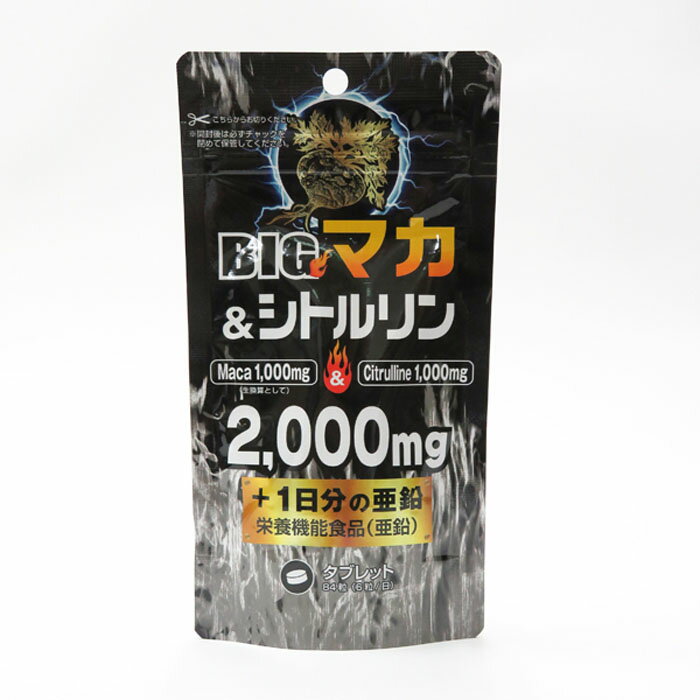 こちらからお切りください。
※開封後は必ずチャックを
閉めて保管してください。
BIGマカ
&シトルリン
Maca 1,000mg & Citrulline 1,000mg
(生換算として)
2,000mg
+1日分の亜鉛
栄養機能食品(亜鉛)
タブレット
84粒(6粒/日)